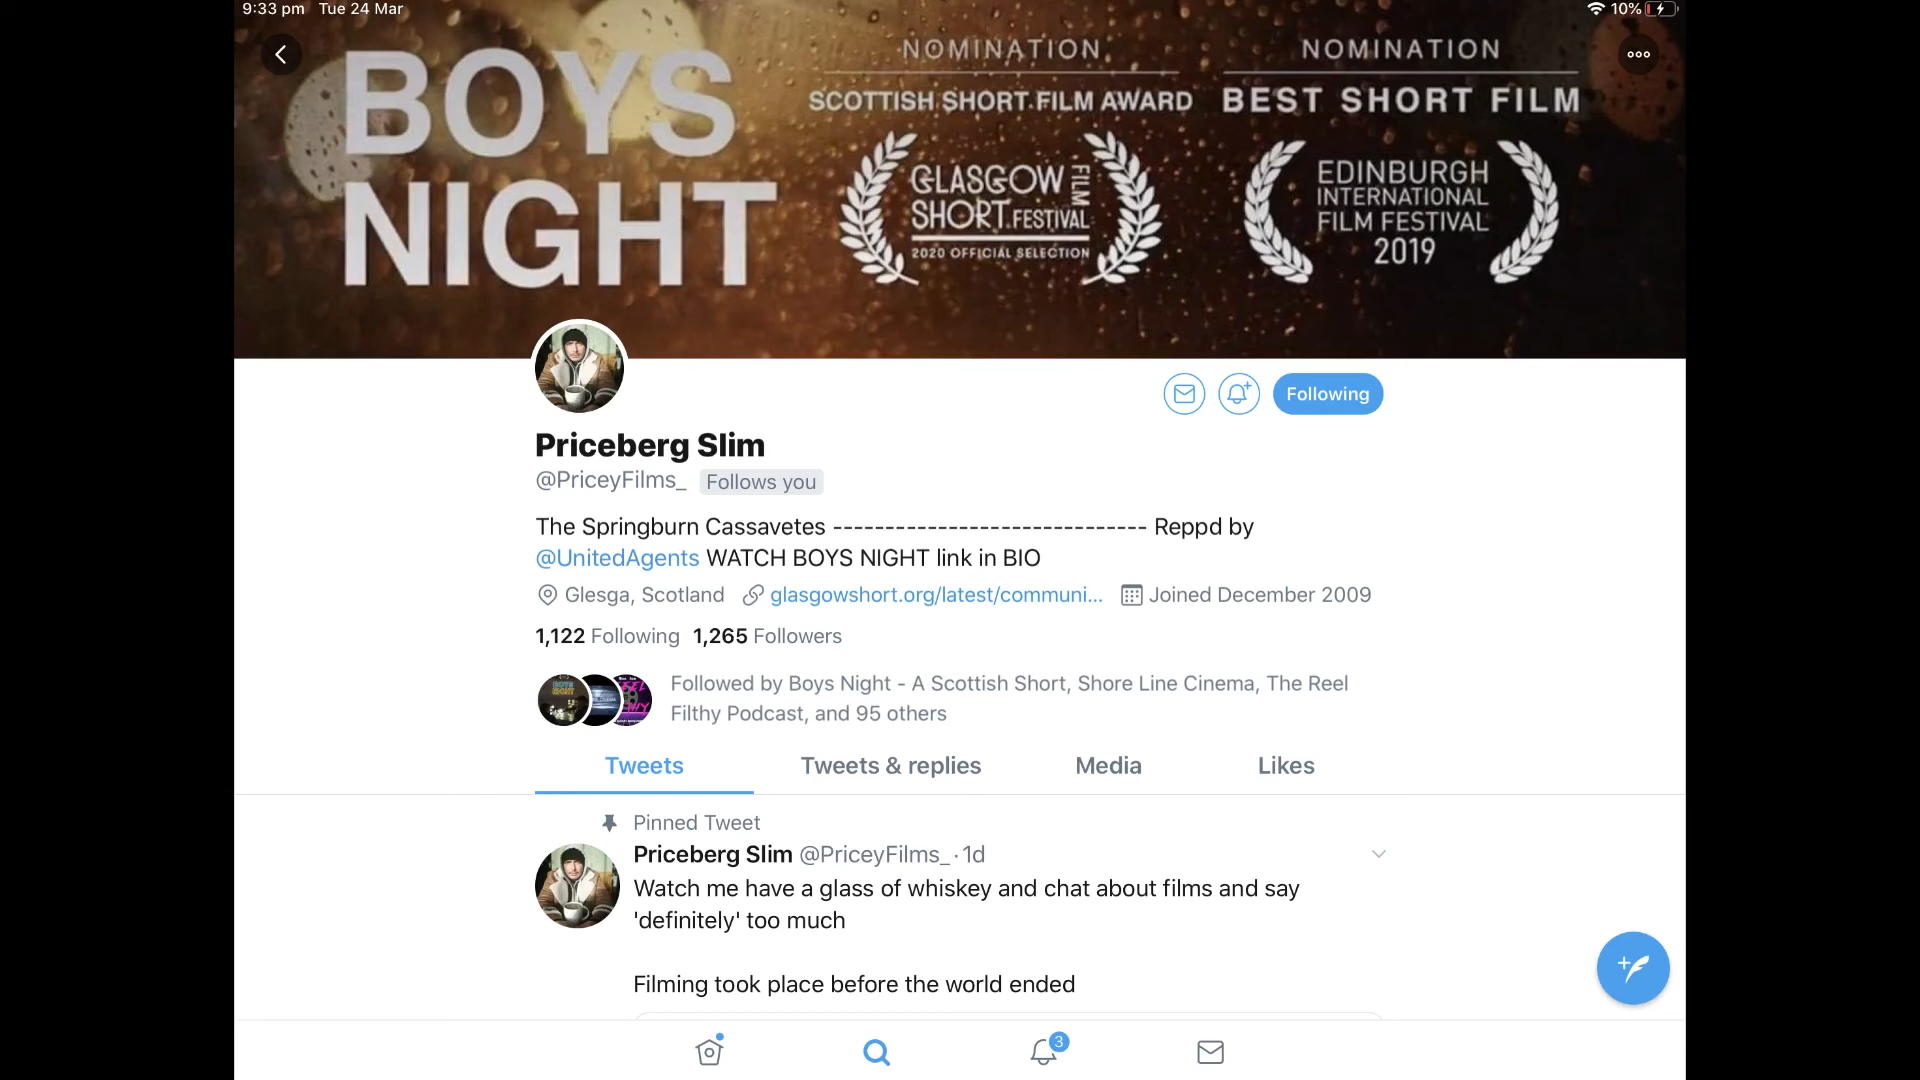 9:33 pm Tue 24 Mar
10%
BOYS
NIGHT
NOMINATION
SCOTTISH SHORT FILM AWARD
GLASGOW
SHORT FILM
FESTIVAL
2020 OFFICIAL SELECTION
NOMINATION
BEST SHORT FILM
EDINBURGH
INTERNATIONAL
FILM FESTIVAL
2019
Following
Priceberg Slim
@PriceyFilms_ Follows you
The Springburn Cassavetes ------------------------------ Reppd by
@UnitedAgents WATCH BOYS NIGHT link in BIO
Glesga, Scotland glasgowshort.org/latest/communi... Joined December 2009
1,122 Following 1,265 Followers
Followed by Boys Night - A Scottish Short, Shore Line Cinema, The Reel
Filthy Podcast, and 95 others
Tweets Tweets & replies Media Likes
Pinned Tweet
Priceberg Slim @PriceyFilms_ · 1d
Watch me have a glass of whiskey and chat about films and say
'definitely' too much
Filming took place before the world ended
3